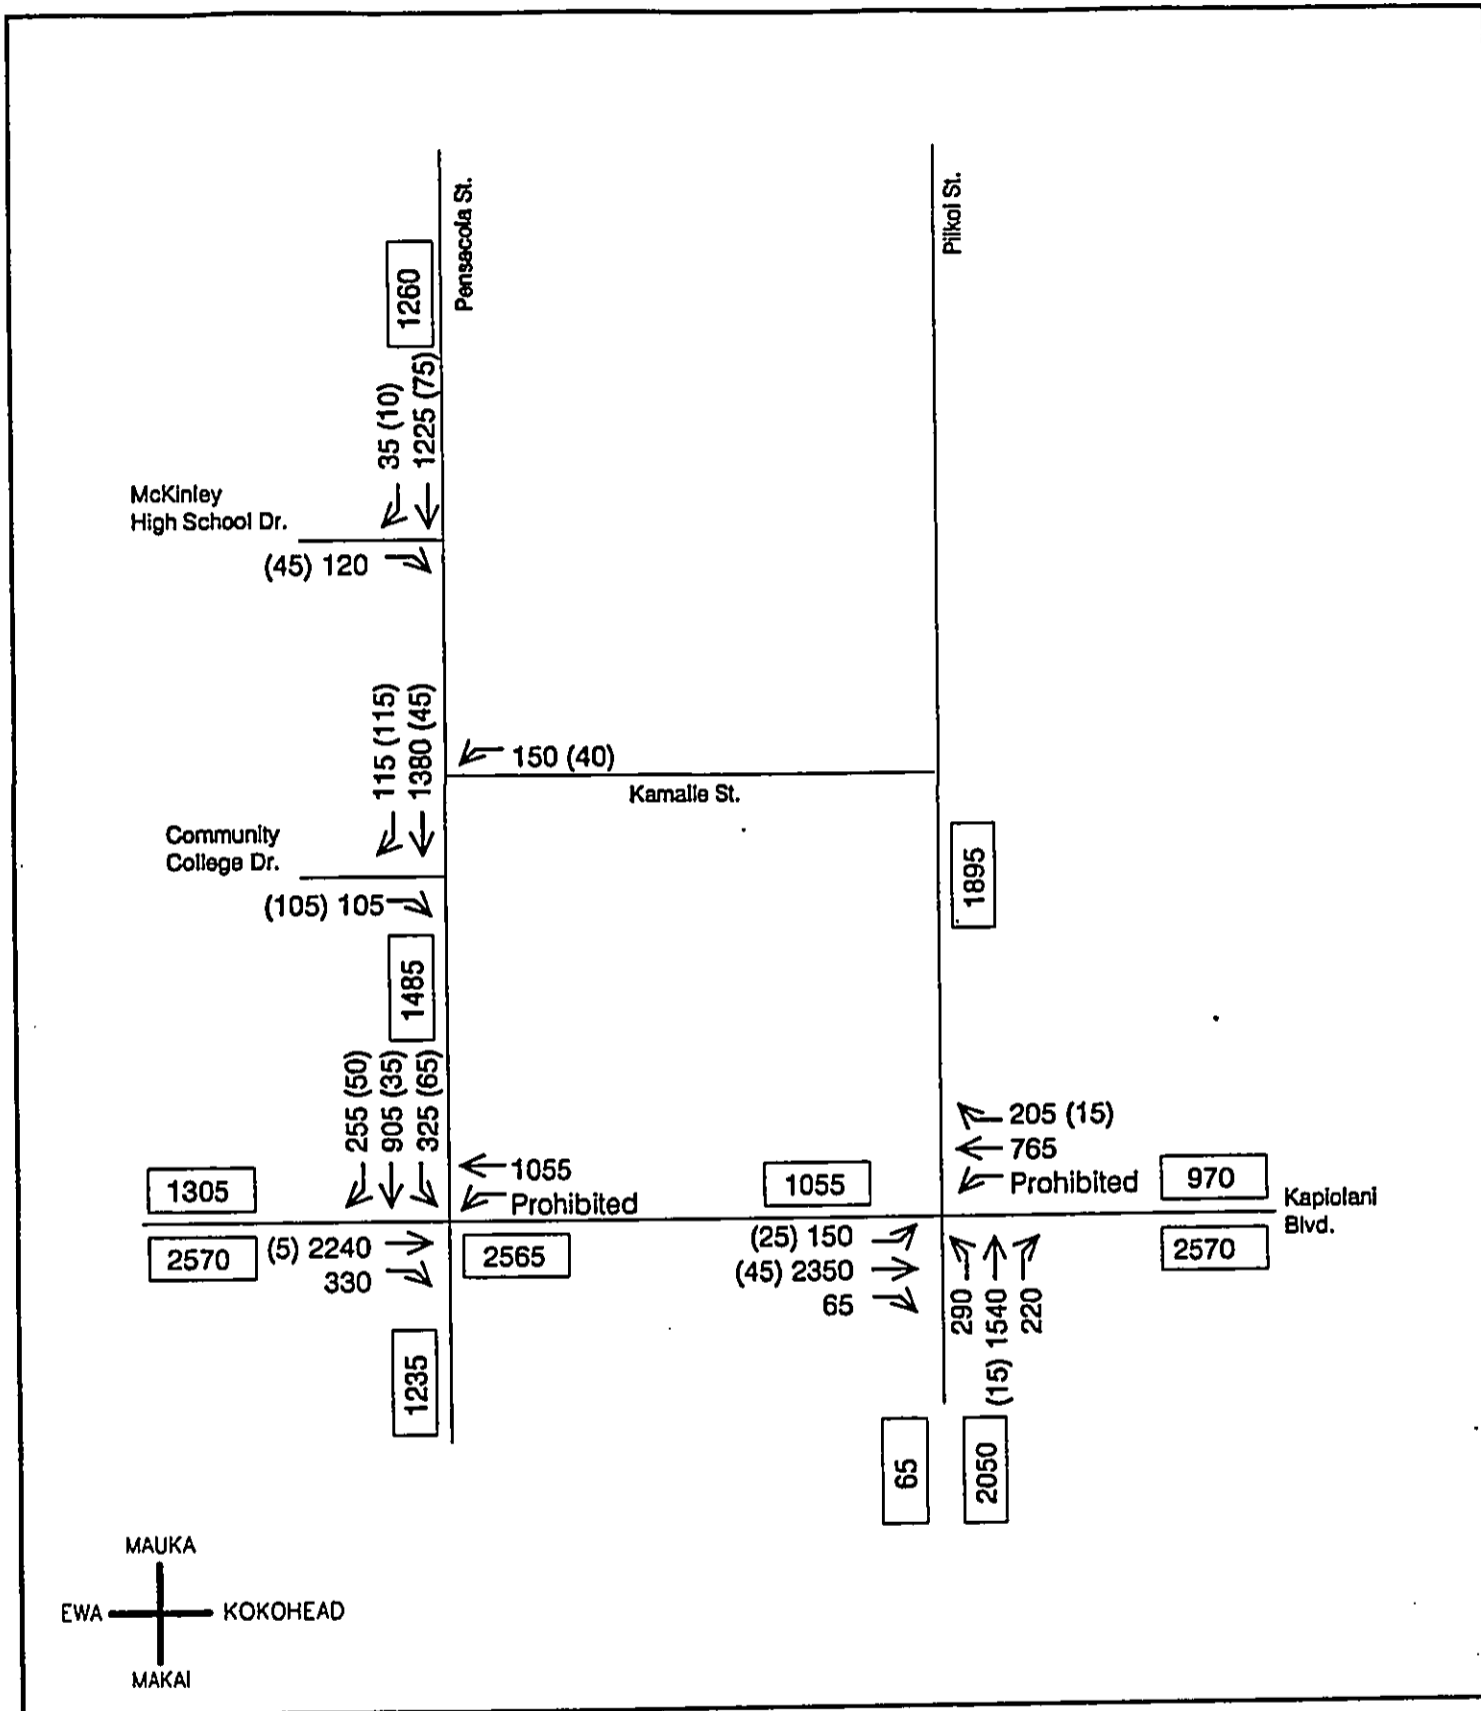 Pensacola St.
Piikoi St.
1260
35 (10)
1225 (75)
McKinley
High School Dr.
(45) 120
115 (115)
1380 (45)
150 (40)
Kamaile St.
Community
College Dr.
(105) 105
1895
1485
255 (50)
905 (35)
325 (65)
205 (15)
765
Prohibited
1055
Prohibited
1305
1055
970
Kapiolani
Blvd.
2570
(5) 2240
330
2565
(25) 150
(45) 2350
65
2570
290
(15) 1540
220
1235
65
2050
MAUKA
EWA
KOKOHEAD
MAKAI